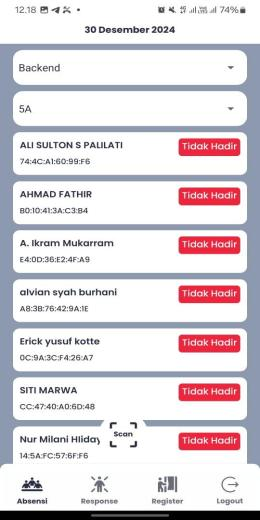 12.18
74%
30 Desember 2024
Backend
5A
ALI SULTON S PALILATI
Tidak Hadir
74:4C:A1:60:99:F6
AHMAD FATHIR
Tidak Hadir
B0:10:41:3A:C3:B4
A. Ikram Mukarram
Tidak Hadir
E4:0D:36:E2:4F:A9
alvian syah burhani
Tidak Hadir
A8:3B:76:42:9A:1E
Erick yusuf kotte
Tidak Hadir
0C:9A:3C:F4:26:A7
SITI MARWA
Tidak Hadir
CC:47:40:A0:6D:48
Nur Milani Hliday
Tidak Hadir
14:5A:FC:57:6F:F6
Scan
Absensi Response Register Logout